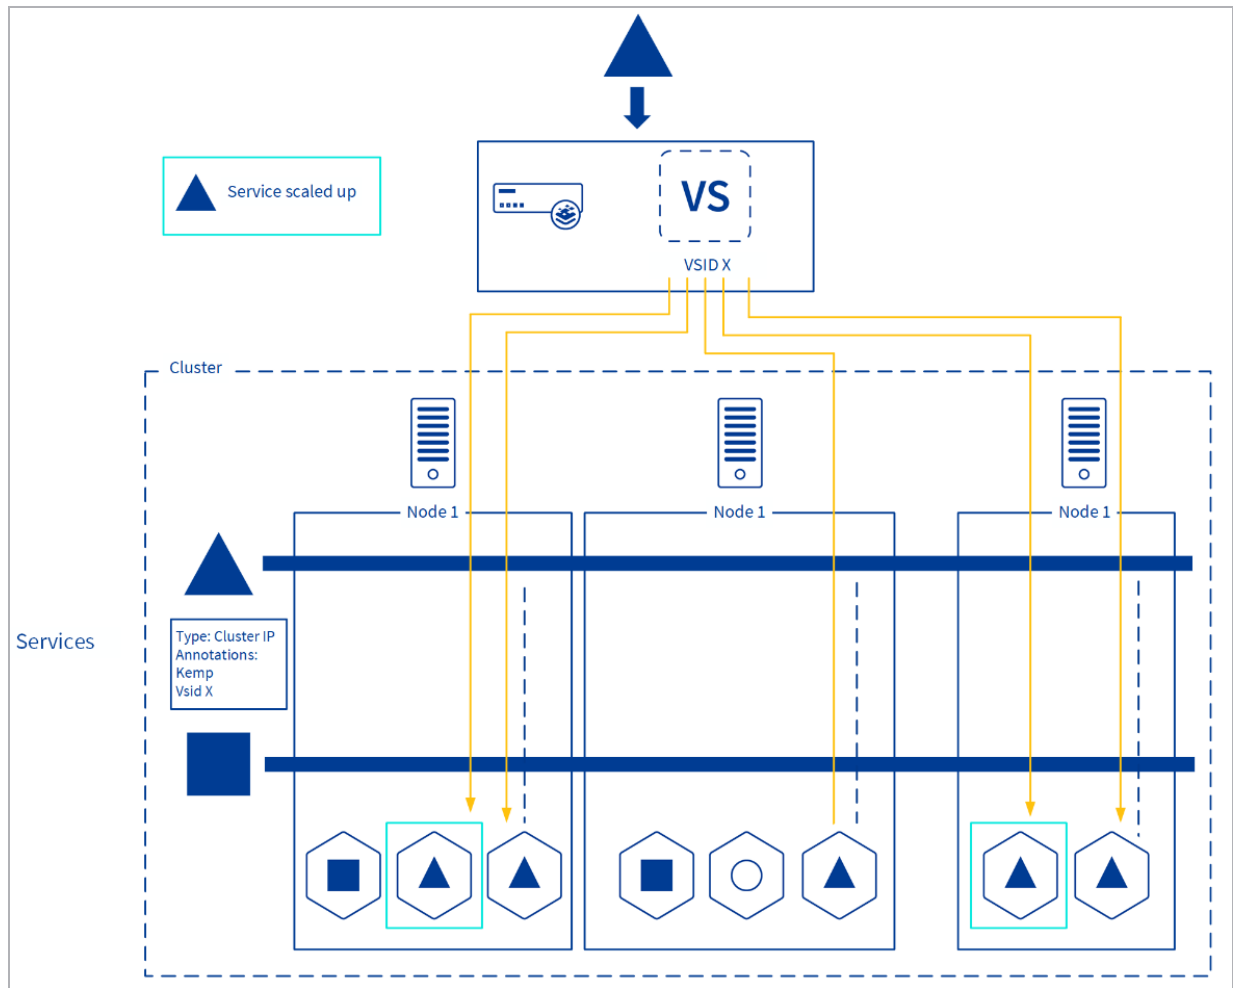 Service scaled up
VS
VSID X
Cluster
Node 1
Node 1
Node 1
Services
Type: Cluster IP
Annotations:
Kemp
Vsid X